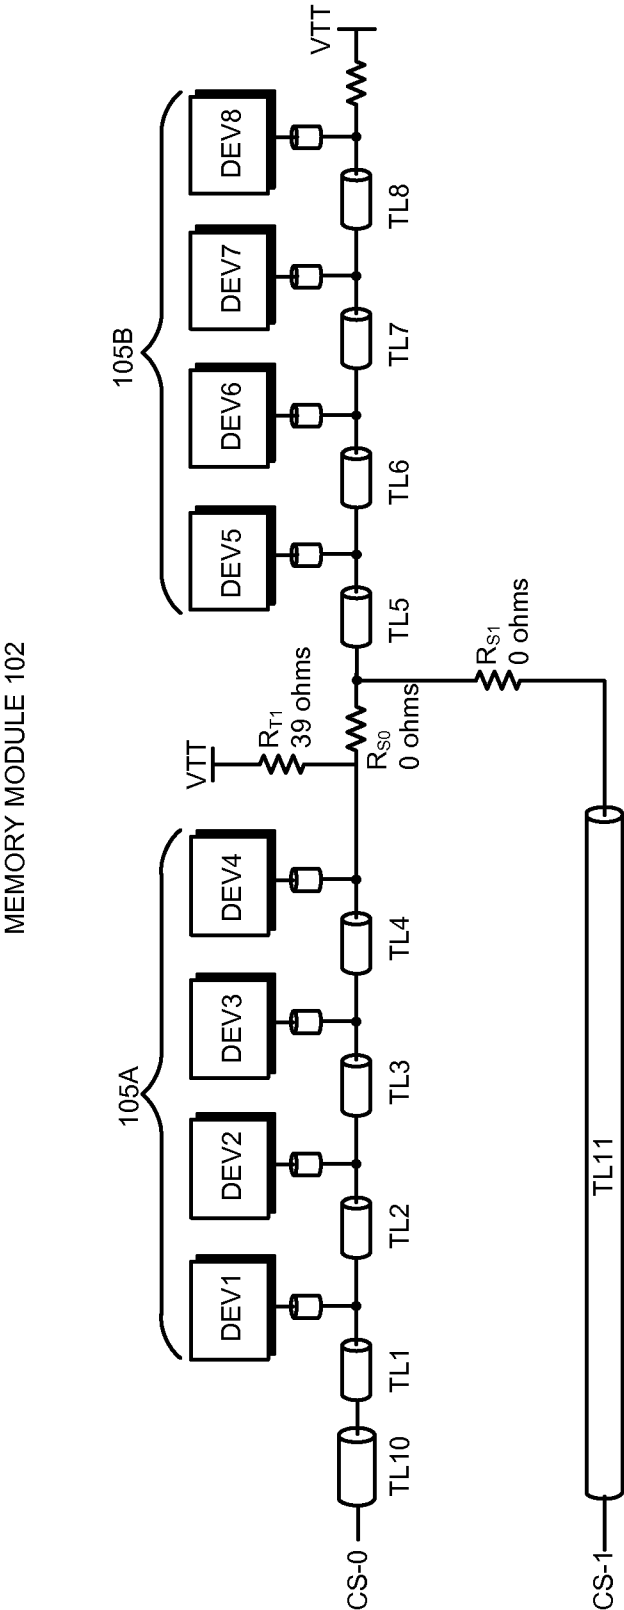 MEMORY MODULE 102
105A
105B
DEV1
DEV2
DEV3
DEV4
DEV5
DEV6
DEV7
DEV8
VTT
RT1
39 ohms
VTT
CS-0
TL10
TL1
TL2
TL3
TL4
RS0
0 ohms
TL5
TL6
TL7
TL8
RS1
0 ohms
CS-1
TL11